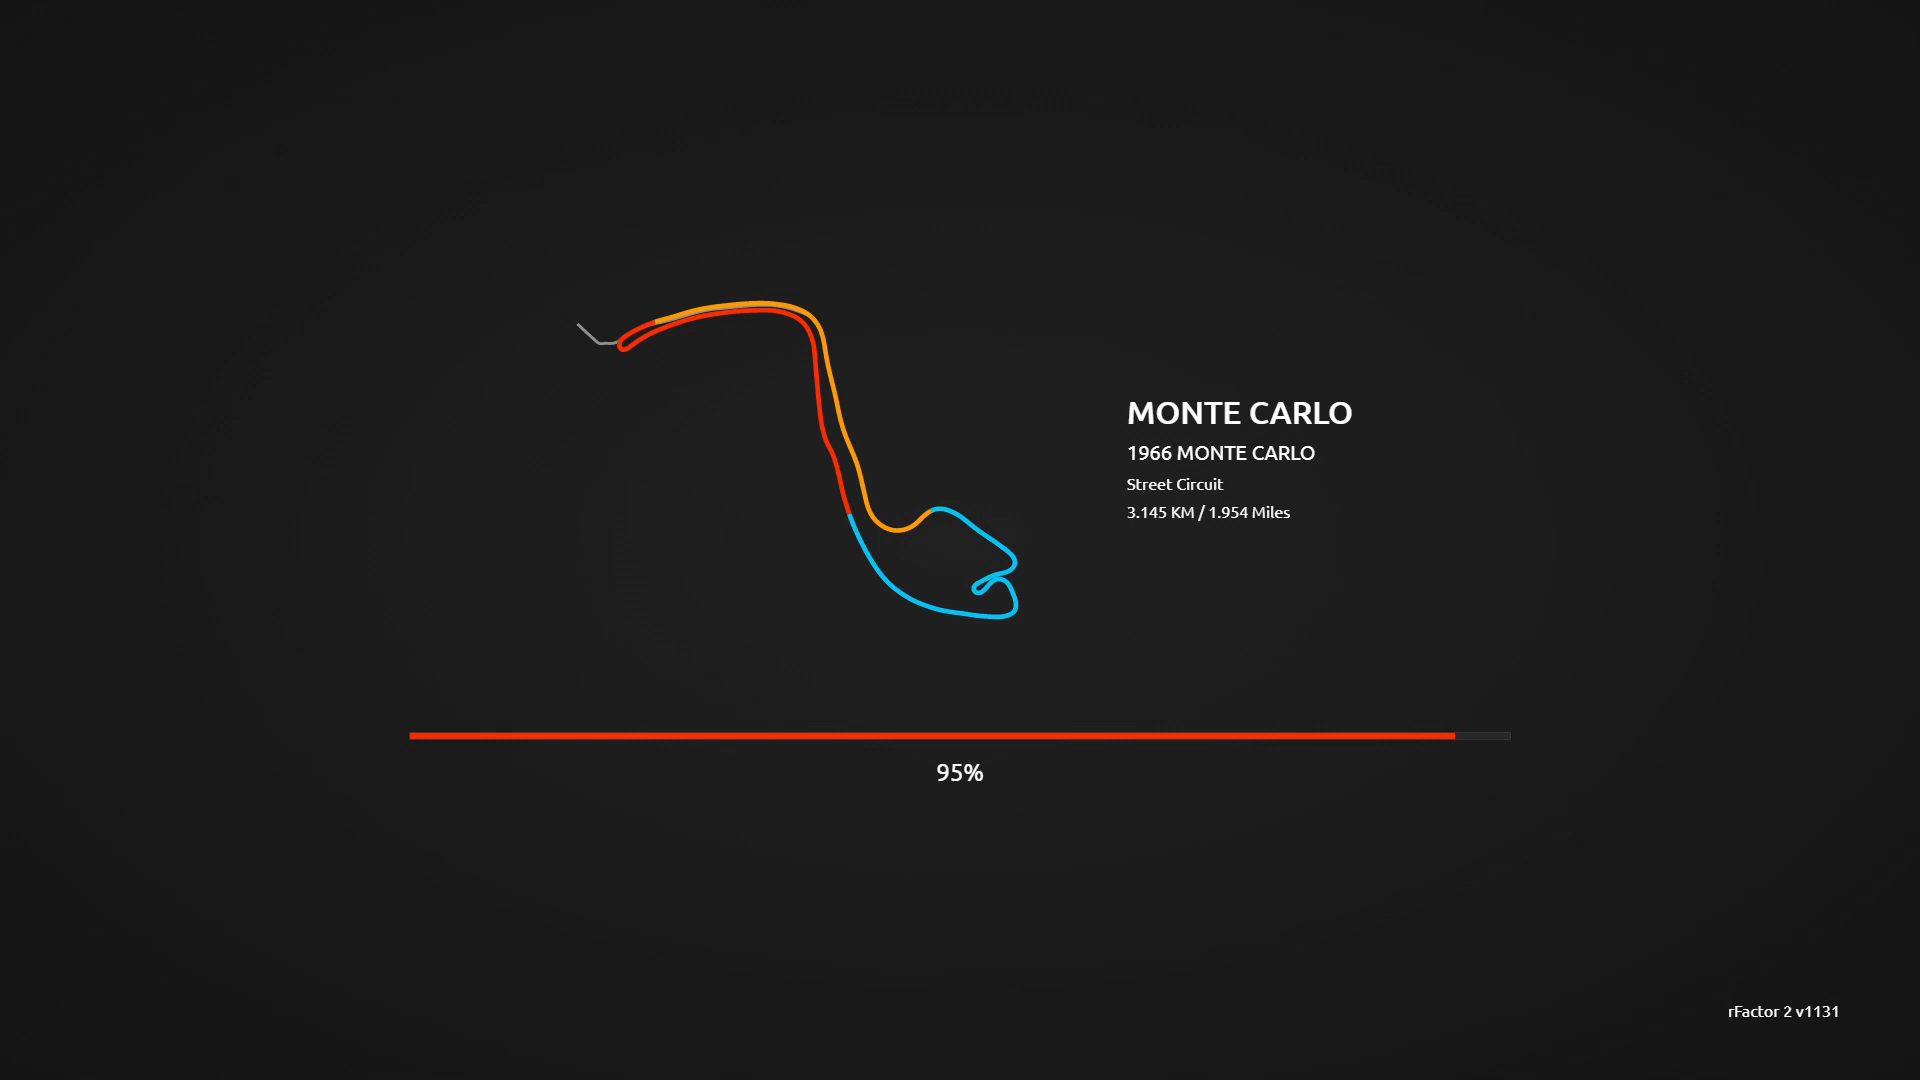 MONTE CARLO
1966 MONTE CARLO
Street Circuit
3.145 KM / 1.954 Miles
95%
rFactor 2 v1131